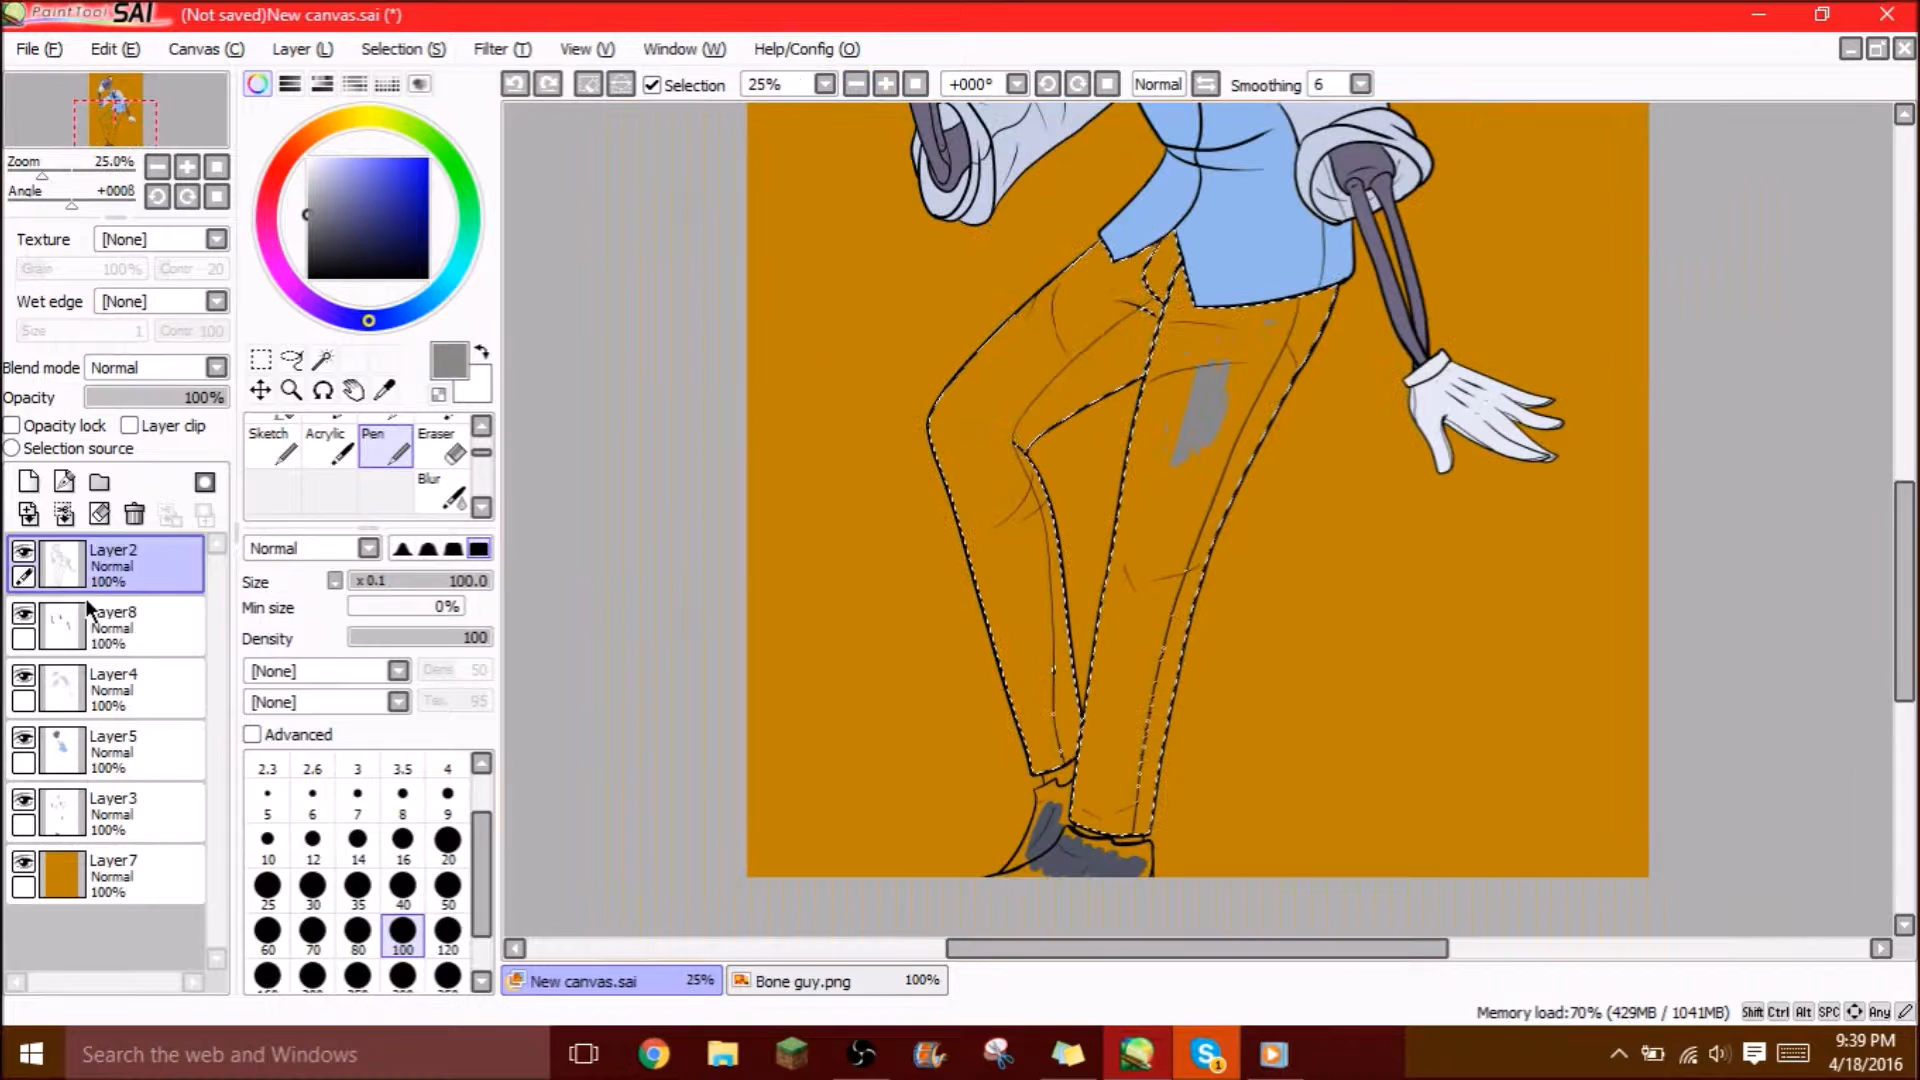 PaintTool SAI (Not saved)New canvas.sai (*)
File (F) Edit (E) Canvas (C) Layer (L) Selection (S) Filter (T) View (V) Window (W) Help/Config (O)
Selection 25% +000° Normal Smoothing 6
Zoom 25.0%
Angle +000ß
Texture [None]
Grain 100% Contr 20
Wet edge [None]
Size 1 Contr 100
Blend mode Normal
Opacity 100%
Opacity lock Layer clip
Selection source
Layer2
Normal
100%
Layer8
Normal
100%
Layer4
Normal
100%
Layer5
Normal
100%
Layer3
Normal
100%
Layer7
Normal
100%
Sketch Acrylic Pen Eraser
Blur
Normal
Size x 0.1 100.0
Min size 0%
Density 100
[None] Dens 50
[None] Tex. 95
Advanced
2.3 2.6 3 3.5 4
5 6 7 8 9
10 12 14 16 20
25 30 35 40 50
60 70 80 100 120
New canvas.sai 25% Bone guy.png 100%
Memory load:70% (429MB / 1041MB) Shift Ctrl Alt SPC Any
Search the web and Windows
S 1
9:39 PM
4/18/2016